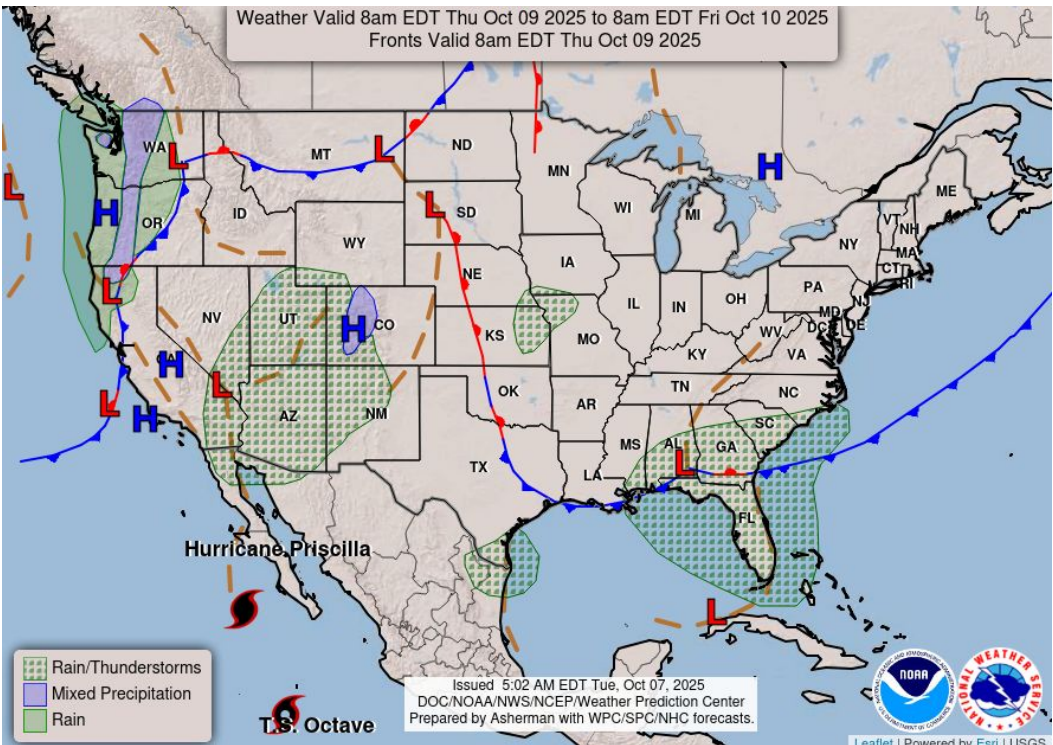 Weather Valid 8am EDT Thu Oct 09 2025 to 8am EDT Fri Oct 10 2025
Fronts Valid 8am EDT Thu Oct 09 2025
WA
MT
ND
MN
ME
VT
NH
OR
ID
SD
WI
MI
NY
MA
CT
RI
WY
IA
PA
NJ
NE
OH
MD
DE
DC
NV
UT
CO
IL
IN
WV
VA
KS
MO
KY
CA
OK
TN
NC
AZ
NM
AR
SC
MS
AL
GA
TX
LA
FL
L
L
L
L
L
L
L
L
L
H
H
H
H
H
Hurricane Priscilla
T.S. Octave
Rain/Thunderstorms
Mixed Precipitation
Rain
Issued 5:02 AM EDT Tue, Oct 07, 2025
DOC/NOAA/NWS/NCEP/Weather Prediction Center
Prepared by Asherman with WPC/SPC/NHC forecasts.
NOAA
NATIONAL WEATHER SERVICE
Leaflet | Powered by Esri | USGS